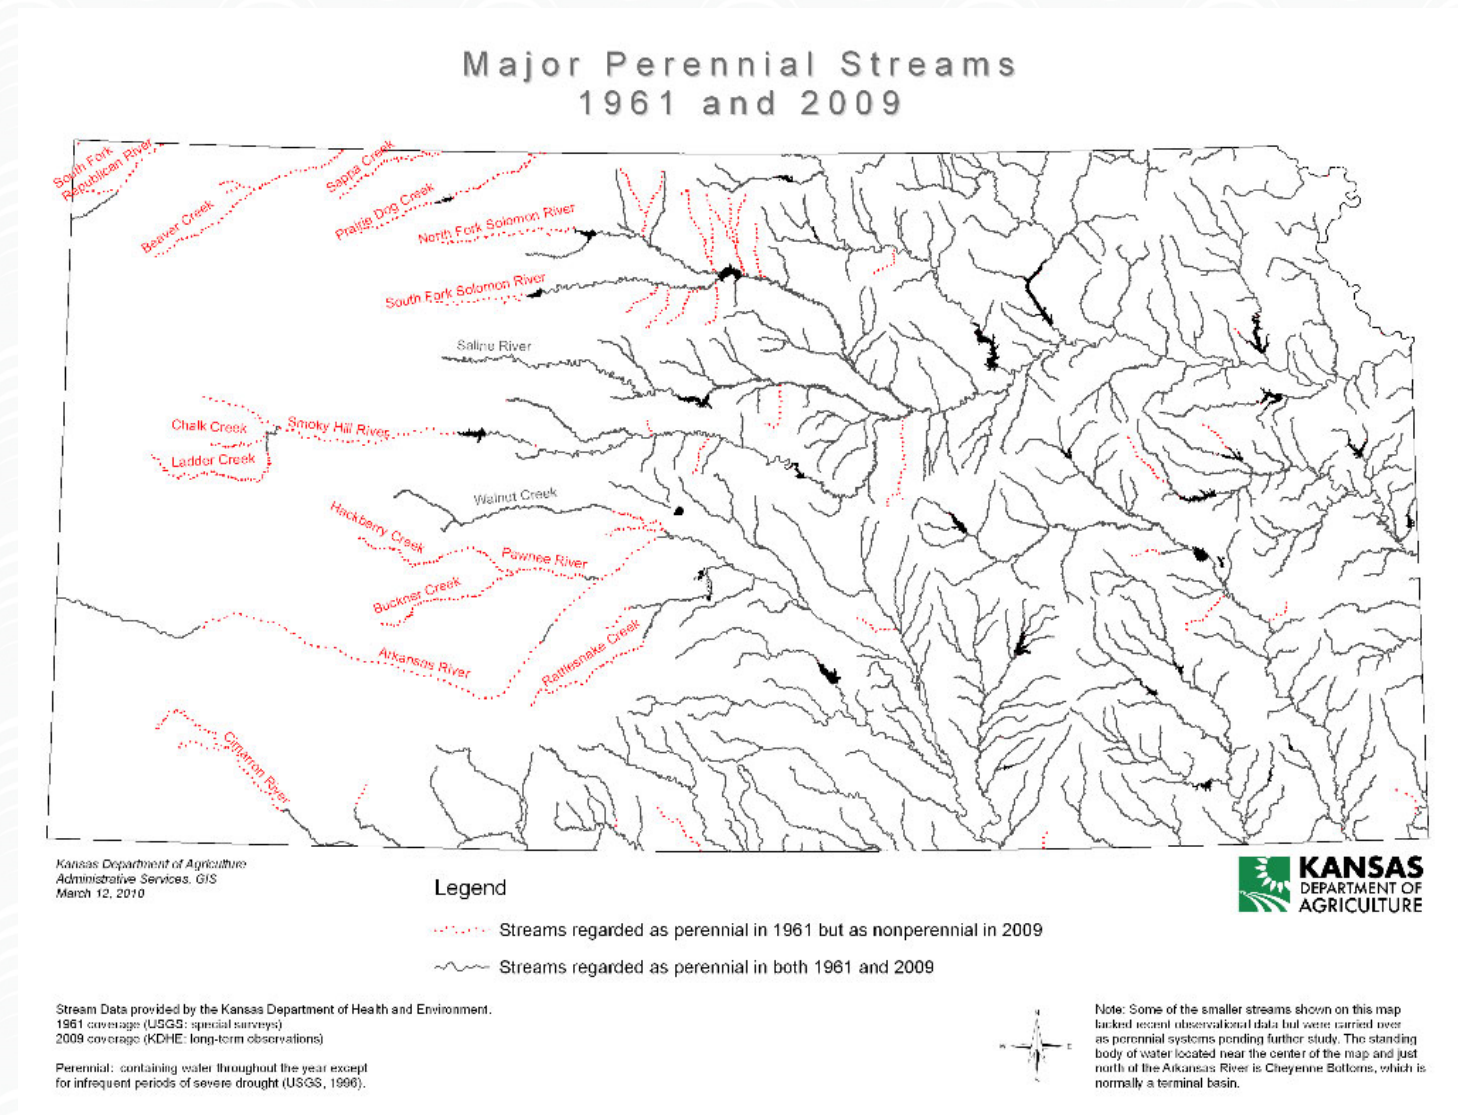 Major Perennial Streams
1961 and 2009
South Fork
Republican River
Beaver Creek
Sappa Creek
Prairie Dog Creek
North Fork Solomon River
South Fork Solomon River
Saline River
Chalk Creek
Smoky Hill River
Ladder Creek
Walnut Creek
Hackberry Creek
Pawnee River
Buckner Creek
Arkansas River
Rattlesnake Creek
Cimarron River
Kansas Department of Agriculture
Administrative Services, GIS
March 12, 2010
KANSAS
DEPARTMENT OF
AGRICULTURE
Legend
Streams regarded as perennial in 1961 but as nonperennial in 2009
Streams regarded as perennial in both 1961 and 2009
Stream Data provided by the Kansas Department of Health and Environment.
1961 coverage (USGS: special surveys)
2009 coverage (KDHE: long-term observations)
Perennial: containing water throughout the year except
for infrequent periods of severe drought (USGS, 1996).
N
W
E
S
Note: Some of the smaller streams shown on this map
lacked recent observational data but were carried over
as perennial systems pending further study. The standing
body of water located near the center of the map and just
north of the Arkansas River is Cheyenne Bottoms, which is
normally a terminal basin.